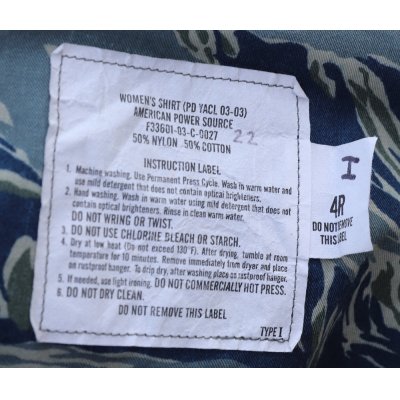 WOMEN'S SHIRT (PD YACL 03-03)
AMERICAN POWER SOURCE
F33601-03-C-0027 22
50% NYLON . 50% COTTON
INSTRUCTION LABEL
1. Machine washing. Use Permanent Press Cycle. Wash in warm water and
use mild detergent that does not contain optical brighteners.
2. Hand washing. Wash in warm water using mild detergent that does not
contain optical brighteners. Rinse in clean warm water.
DO NOT WRING OR TWIST.
3. DO NOT USE CHLORINE BLEACH OR STARCH.
4. Dry at low heat (Do not exceed 130°F). After drying, tumble at room
temperature for 10 minutes. Remove immediately from dryer and place
on rustproof hanger. To drip dry, after washing place on rustproof hanger.
5. If needed, use light ironing. DO NOT COMMERCIALLY HOT PRESS.
6. DO NOT DRY CLEAN.
DO NOT REMOVE THIS LABEL
TYPE I
I
4R
DO NOT REMOVE
THIS LABEL